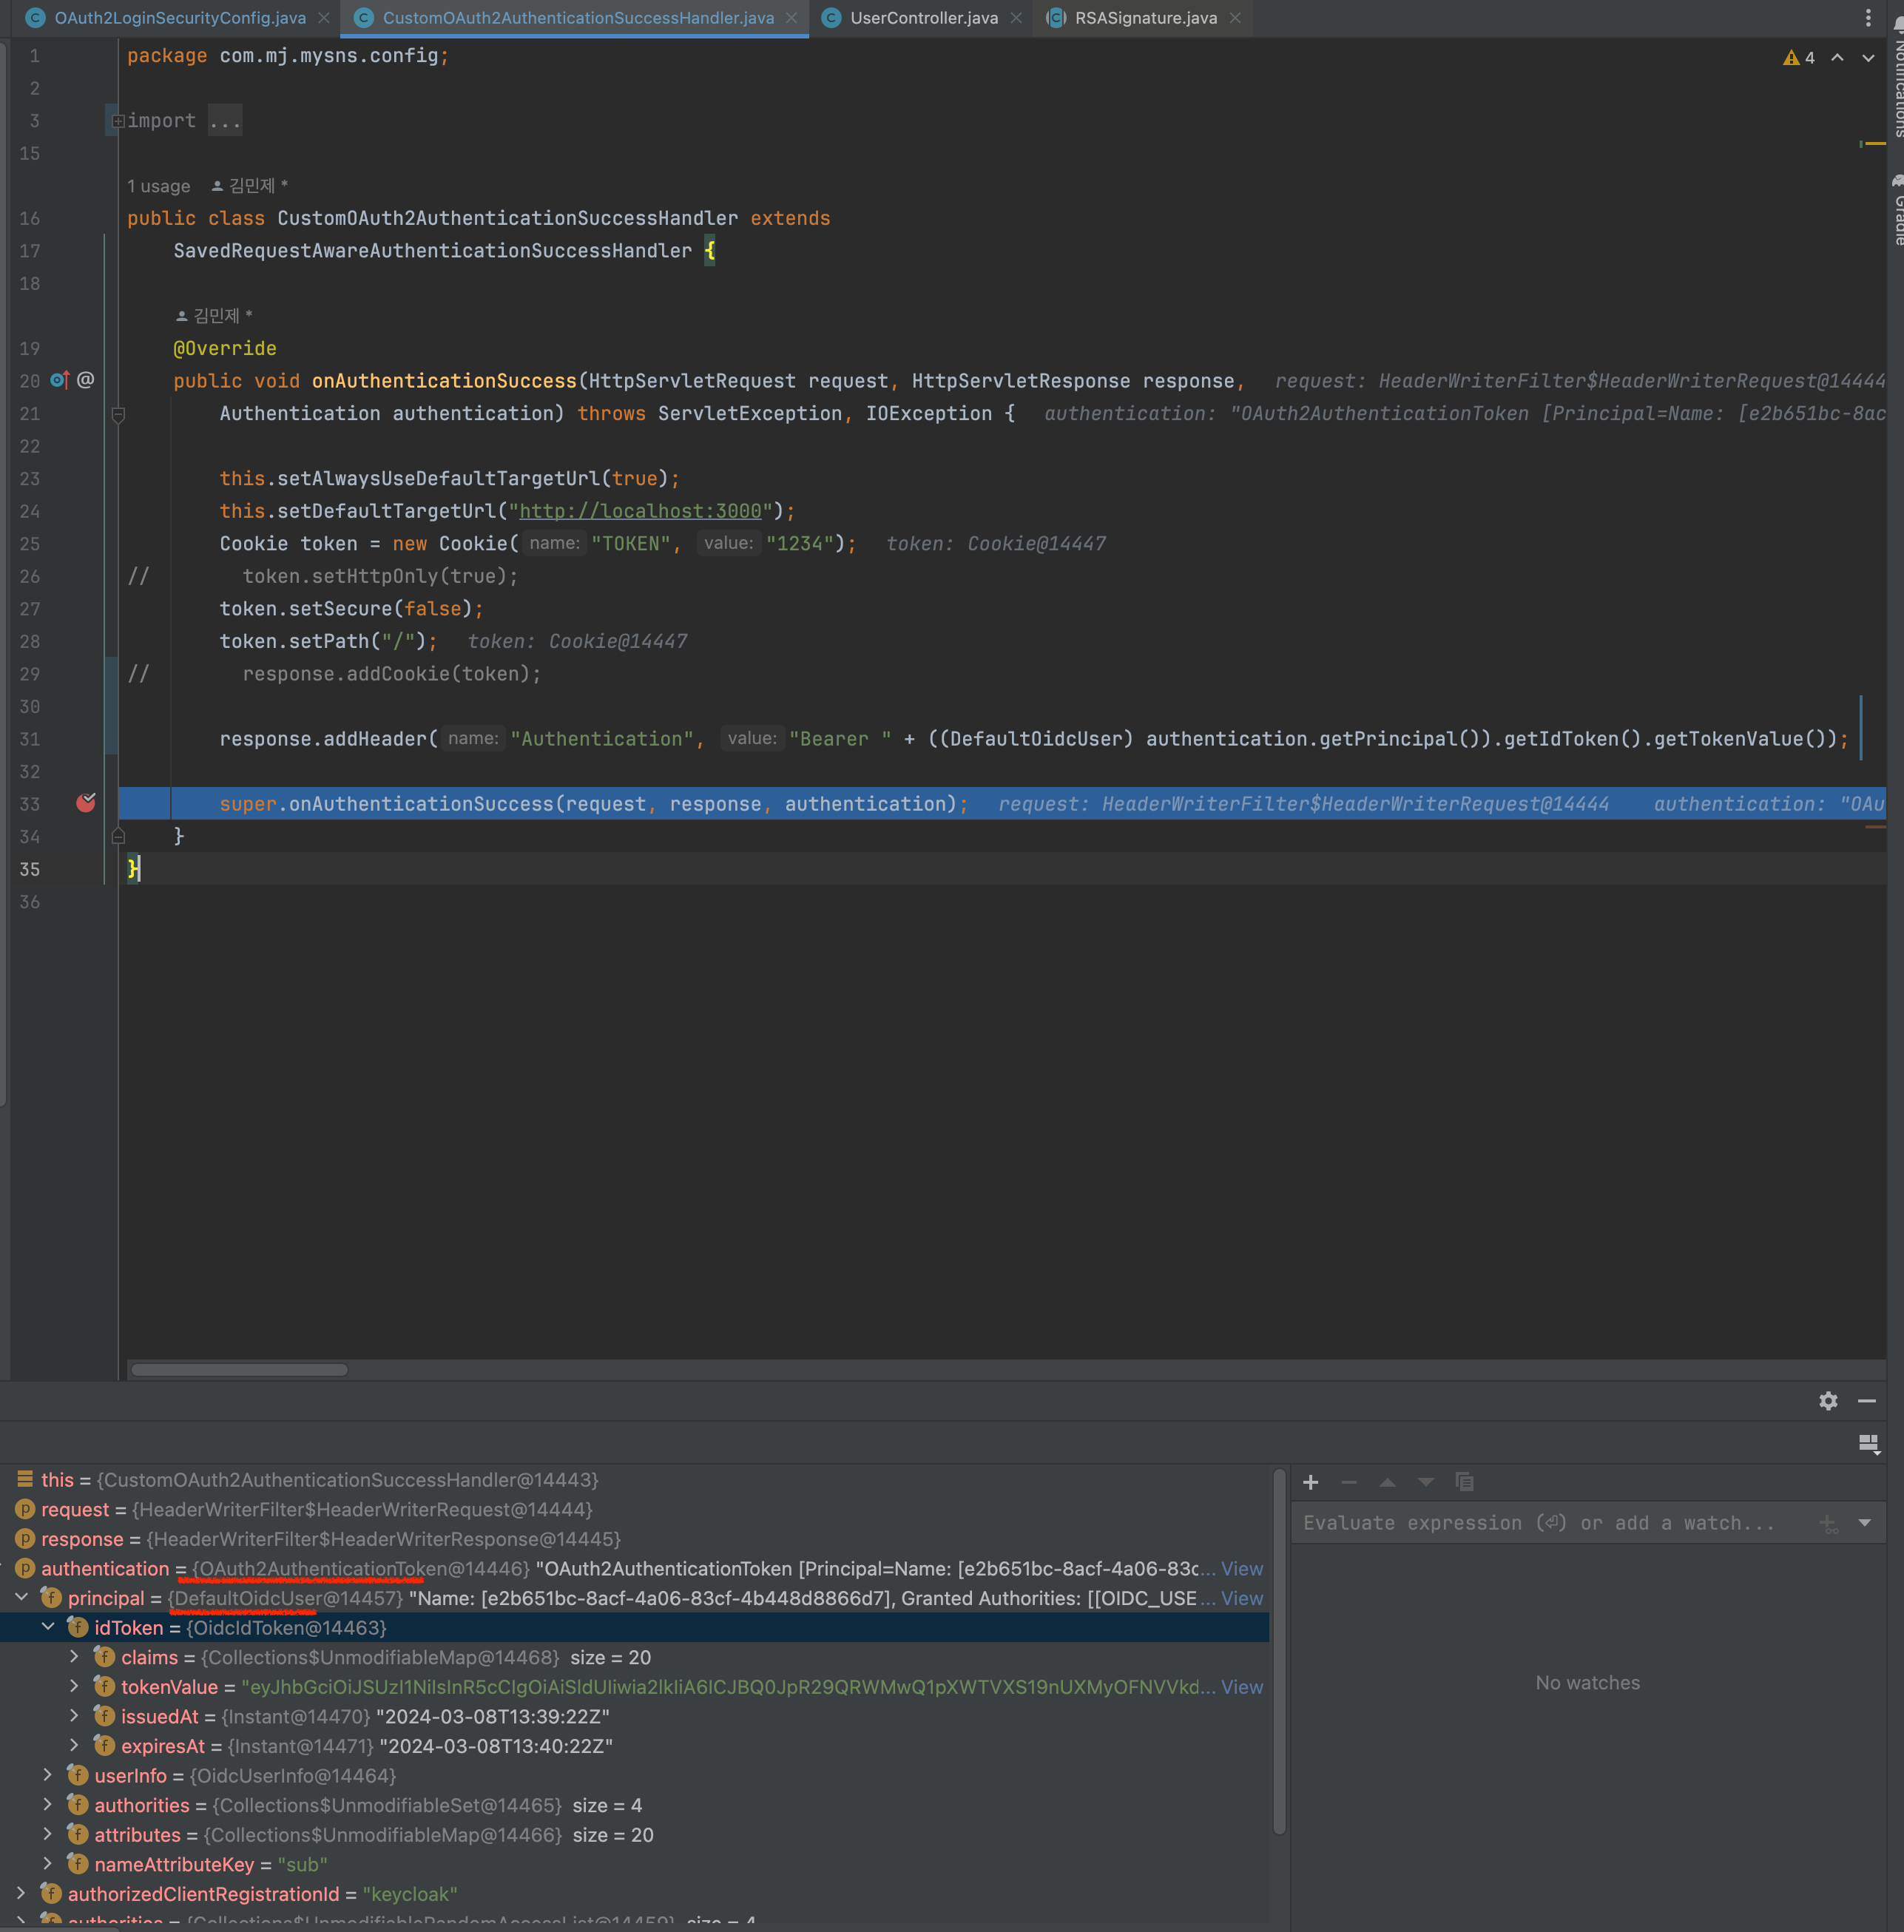 OAuth2LoginSecurityConfig.java CustomOAuth2AuthenticationSuccessHandler.java UserController.java RSASignature.java
Notifications
Gradle
4
1 package com.mj.mysns.config;
2
3 import ...
15
1 usage 김민제 *
16 public class CustomOAuth2AuthenticationSuccessHandler extends
17 SavedRequestAwareAuthenticationSuccessHandler {
18
김민제 *
19 @Override
20 @ public void onAuthenticationSuccess(HttpServletRequest request, HttpServletResponse response, request: HeaderWriterFilter$HeaderWriterRequest@14444
21 Authentication authentication) throws ServletException, IOException { authentication: "OAuth2AuthenticationToken [Principal=Name: [e2b651bc-8ac
22
23 this.setAlwaysUseDefaultTargetUrl(true);
24 this.setDefaultTargetUrl("http://localhost:3000");
25 Cookie token = new Cookie( name: "TOKEN", value: "1234"); token: Cookie@14447
26 // token.setHttpOnly(true);
27 token.setSecure(false);
28 token.setPath("/"); token: Cookie@14447
29 // response.addCookie(token);
30
31 response.addHeader( name: "Authentication", value: "Bearer " + ((DefaultOidcUser) authentication.getPrincipal()).getIdToken().getTokenValue());
32
33 super.onAuthenticationSuccess(request, response, authentication); request: HeaderWriterFilter$HeaderWriterRequest@14444 authentication: "OAu
34 }
35 }
36
this = {CustomOAuth2AuthenticationSuccessHandler@14443}
request = {HeaderWriterFilter$HeaderWriterRequest@14444}
response = {HeaderWriterFilter$HeaderWriterResponse@14445}
authentication = {OAuth2AuthenticationToken@14446} "OAuth2AuthenticationToken [Principal=Name: [e2b651bc-8acf-4a06-83c... View
principal = {DefaultOidcUser@14457} "Name: [e2b651bc-8acf-4a06-83cf-4b448d8866d7], Granted Authorities: [[OIDC_USE... View
idToken = {OidcIdToken@14463}
claims = {Collections$UnmodifiableMap@14468} size = 20
tokenValue = ... View
issuedAt = {Instant@14470} "2024-03-08T13:39:22Z"
expiresAt = {Instant@14471} "2024-03-08T13:40:22Z"
userInfo = {OidcUserInfo@14464}
authorities = {Collections$UnmodifiableSet@14465} size = 4
attributes = {Collections$UnmodifiableMap@14466} size = 20
nameAttributeKey = "sub"
authorizedClientRegistrationId = "keycloak"
authorities = {Collections$UnmodifiableRandomAccessList@14459} size = 4
Evaluate expression (⏎) or add a watch...
No watches